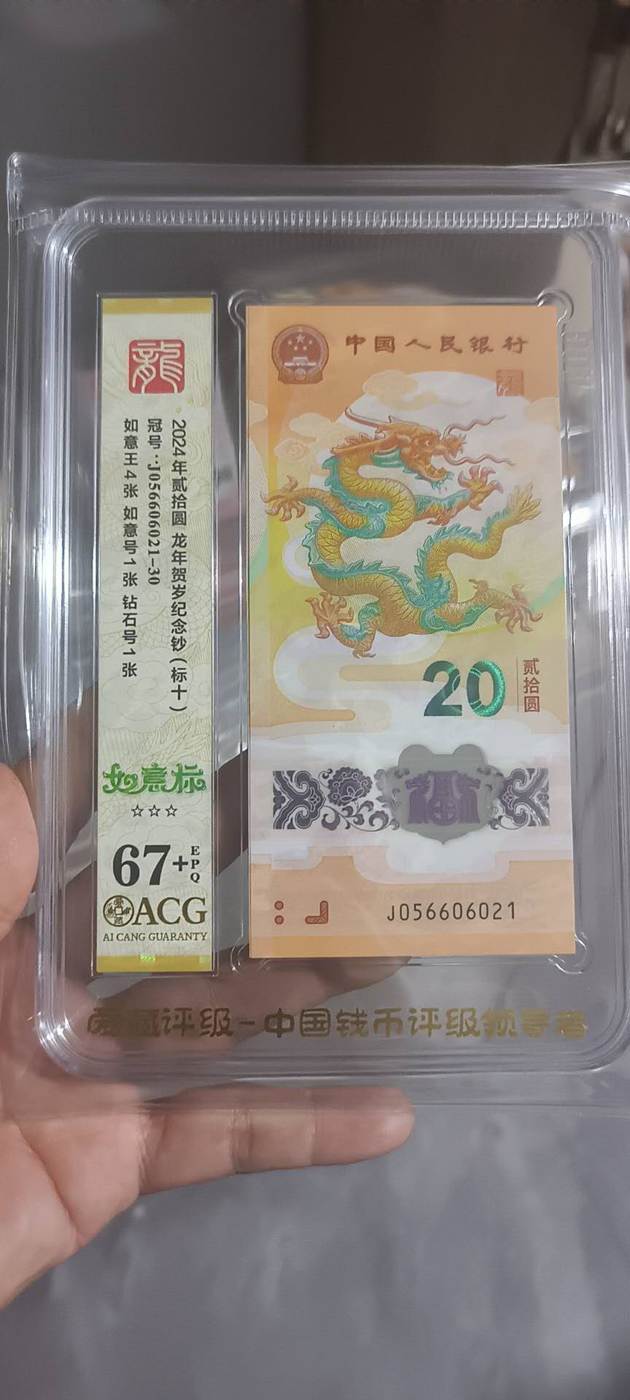 龍
2024年贰拾圆 龙年贺岁纪念钞(标十)
冠号:J056606021-30
如意王4张 如意号1张 钻石号1张
如意标
☆☆☆
67+EPQ
ACG
AI CANG GUARANTY
中国人民银行
20
贰拾圆
J056606021
爱藏评级-中国钱币评级领导者